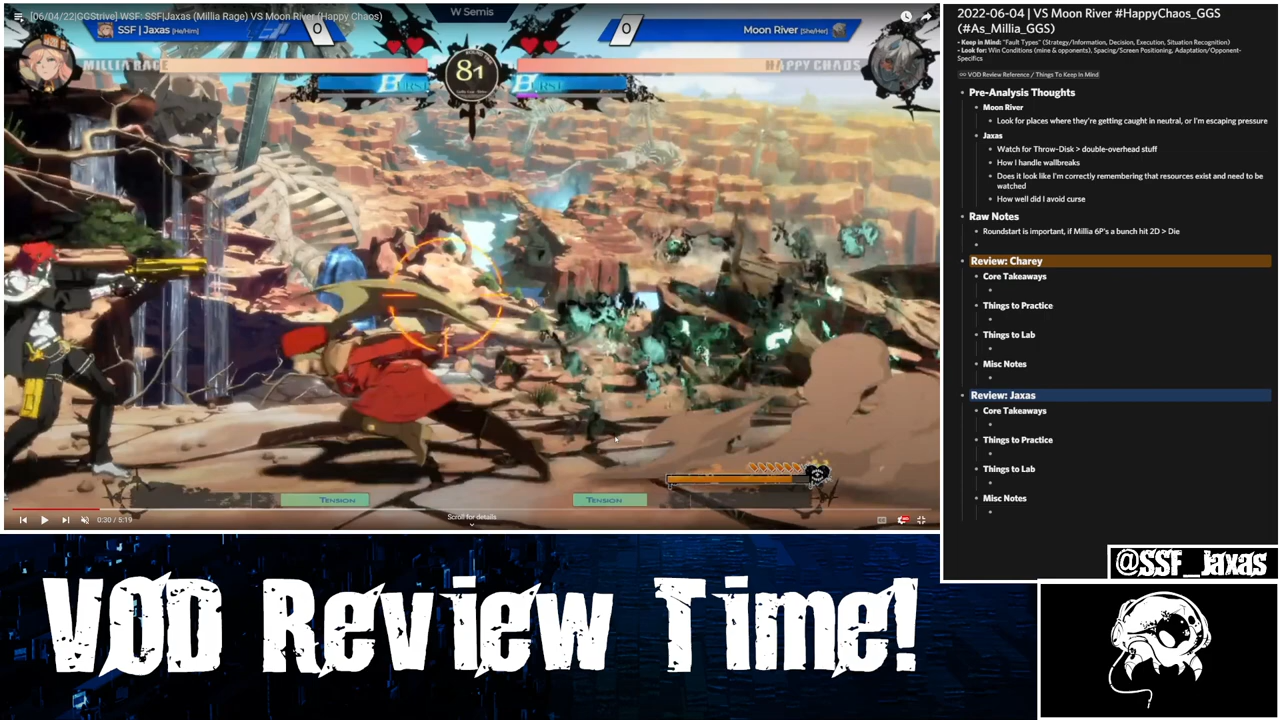 [06/04/22|GGStrive] WSF: SSF|Jaxas (Millia Rage) VS Moon River (Happy Chaos)
W Semis
SSF | Jaxas [He/Him]
0
0
Moon River [She/Her]
MILLIA RAGE
81
HAPPY CHAOS
BURST
BURST
TENSION
TENSION
Scroll for details
0:30 / 5:19
2022-06-04 | VS Moon River #HappyChaos_GGS
(#As_Millia_GGS)
- Keep in Mind: "Fault Types" (Strategy/Information, Decision, Execution, Situation Recognition)
- Look for: Win Conditions (mine & opponents), Spacing/Screen Positioning, Adaptation/Opponent-
Specifics
VOD Review Reference / Things To Keep In Mind
Pre-Analysis Thoughts
Moon River
Look for places where they're getting caught in neutral, or I'm escaping pressure
Jaxas
Watch for Throw-Disk > double-overhead stuff
How I handle wallbreaks
Does it look like I'm correctly remembering that resources exist and need to be
watched
How well did I avoid curse
Raw Notes
Roundstart is important, if Millia 6P's a bunch hit 2D > Die
Review: Charey
Core Takeaways
Things to Practice
Things to Lab
Misc Notes
Review: Jaxas
Core Takeaways
Things to Practice
Things to Lab
Misc Notes
@SSF_Jaxas
VOD Review Time!